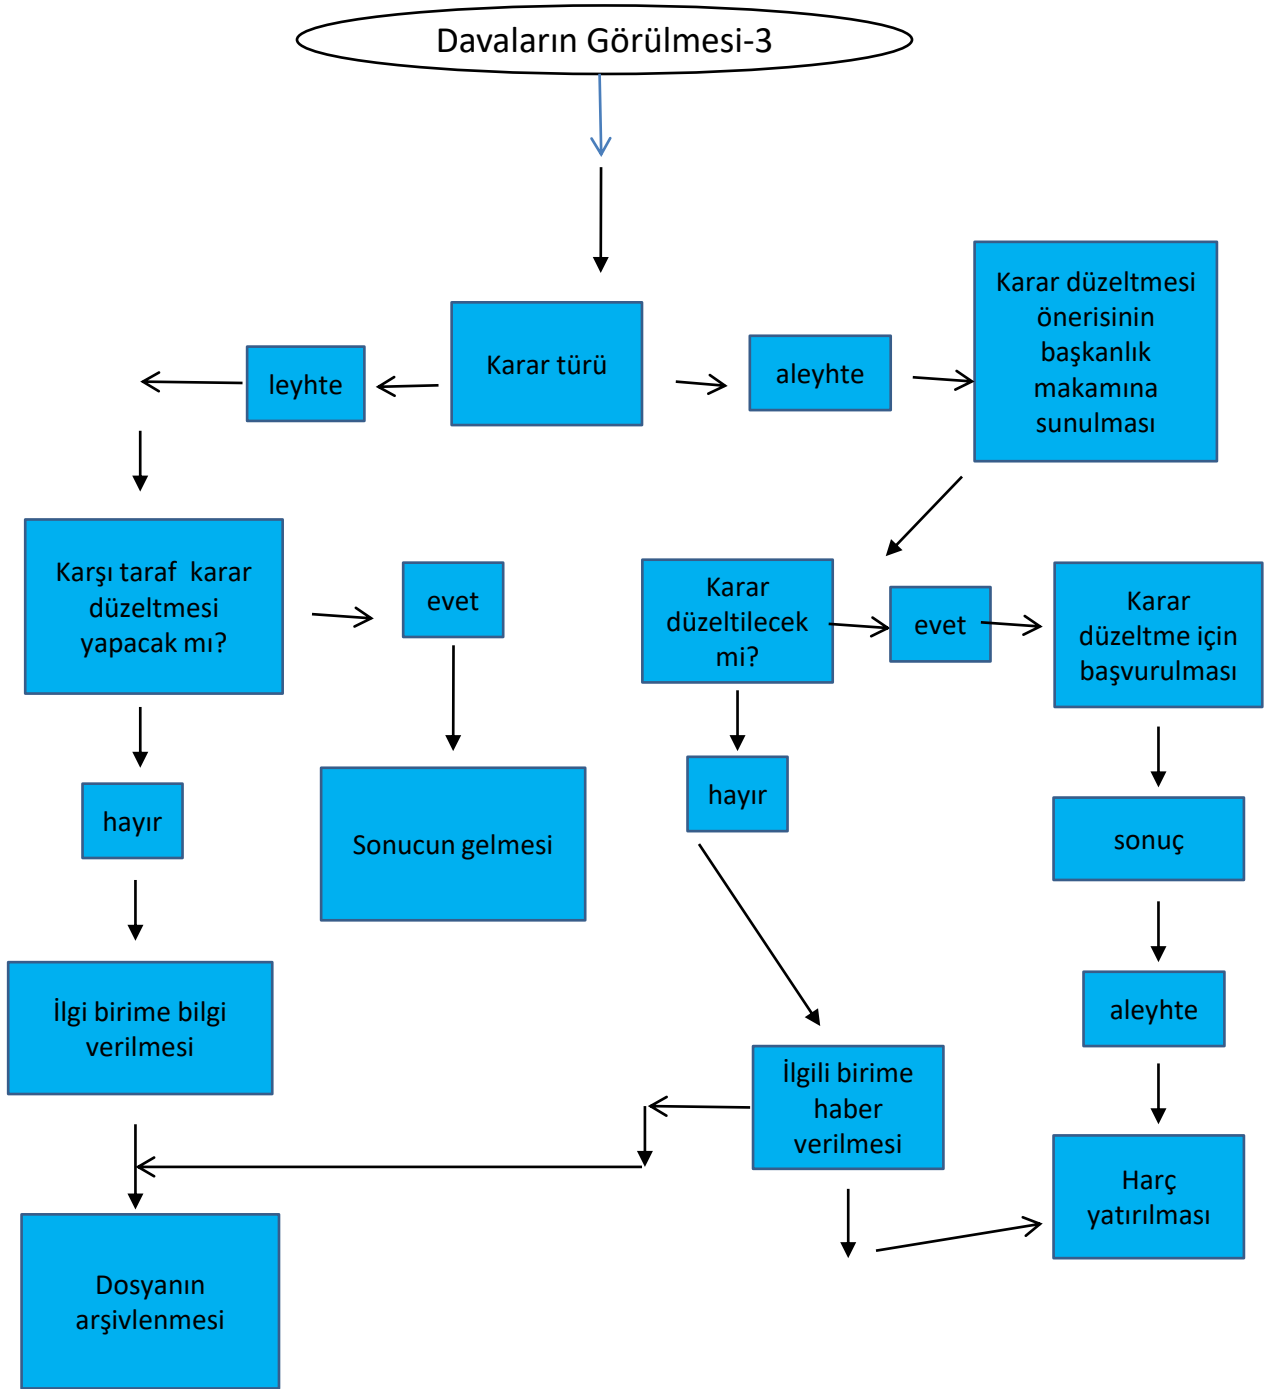 Davaların Görülmesi-3
Karar türü
leyhte
aleyhte
Karar düzeltmesi
önerisinin
başkanlık
makamına
sunulması
Karşı taraf  karar
düzeltmesi
yapacak mı?
evet
Karar
düzeltilecek
mi?
evet
Karar
düzeltme için
başvurulması
hayır
Sonucun gelmesi
hayır
sonuç
İlgi birime bilgi
verilmesi
aleyhte
İlgili birime
haber
verilmesi
Harç
yatırılması
Dosyanın
arşivlenmesi